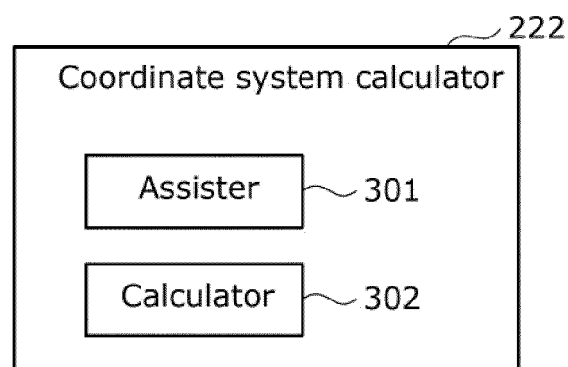 222
Coordinate system calculator
Assister 301
Calculator 302